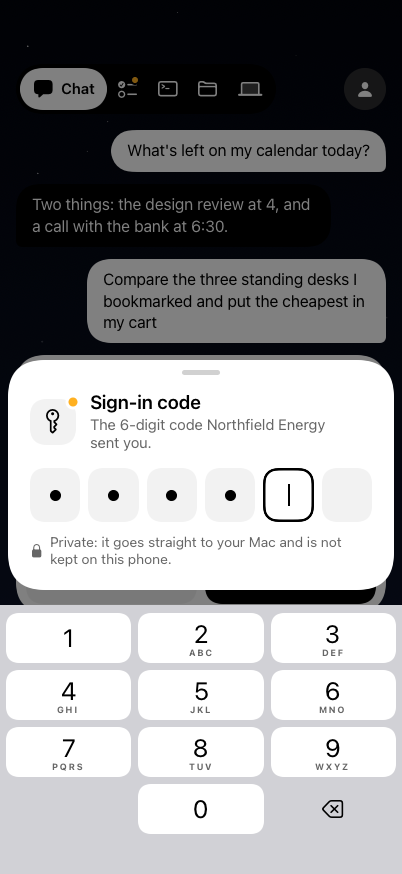 Chat
What's left on my calendar today?
Two things: the design review at 4, and
a call with the bank at 6:30.
Compare the three standing desks I
bookmarked and put the cheapest in
my cart
Sign-in code
The 6-digit code Northfield Energy
sent you.
Private: it goes straight to your Mac and is not
kept on this phone.
1
2
ABC
3
DEF
4
GHI
5
JKL
6
MNO
7
PQRS
8
TUV
9
WXYZ
0